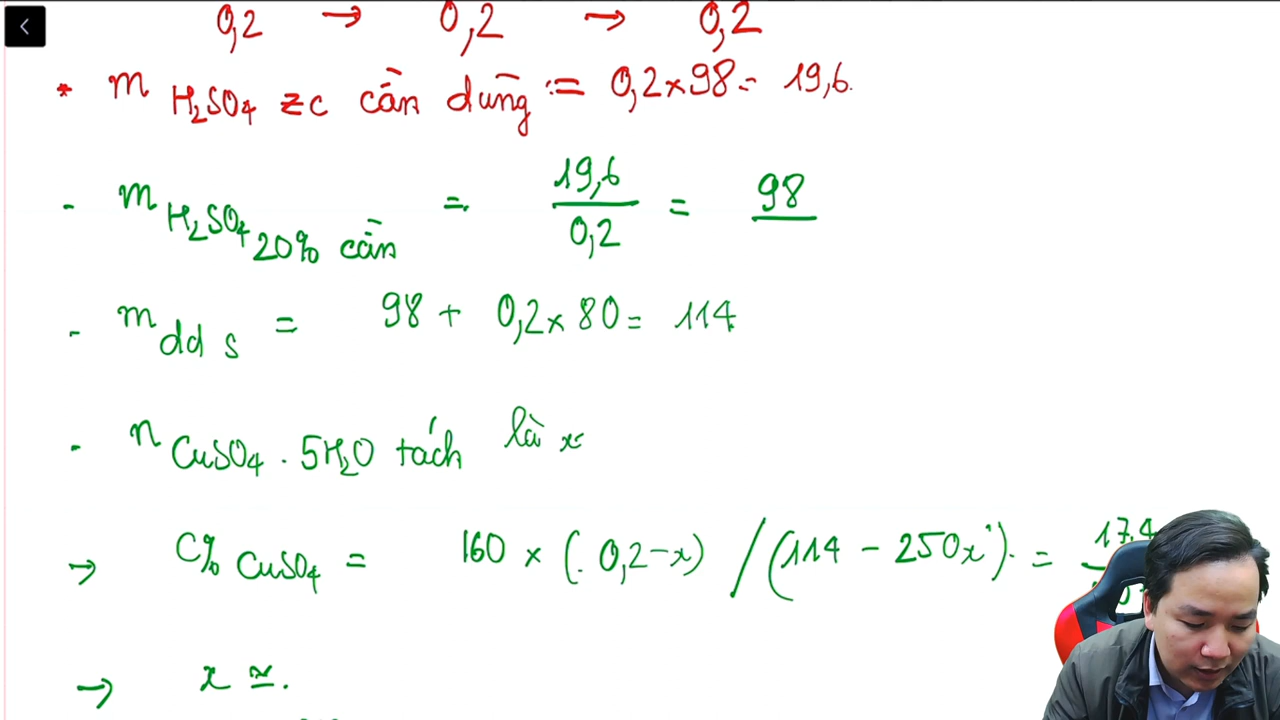 0,2 → 0,2 → 0,2
* m H₂SO₄ zc cần dùng := 0,2×98= 19,6.
- m H₂SO₄ 20% cần = 19,6 / 0,2 = 98
- m dd s = 98 + 0,2×80= 114
- n CuSO₄.5H₂O tách là x
→ C% CuSO₄ = 160 × (0,2-x) / (114 - 250x). = 17,4
→ x ≃.